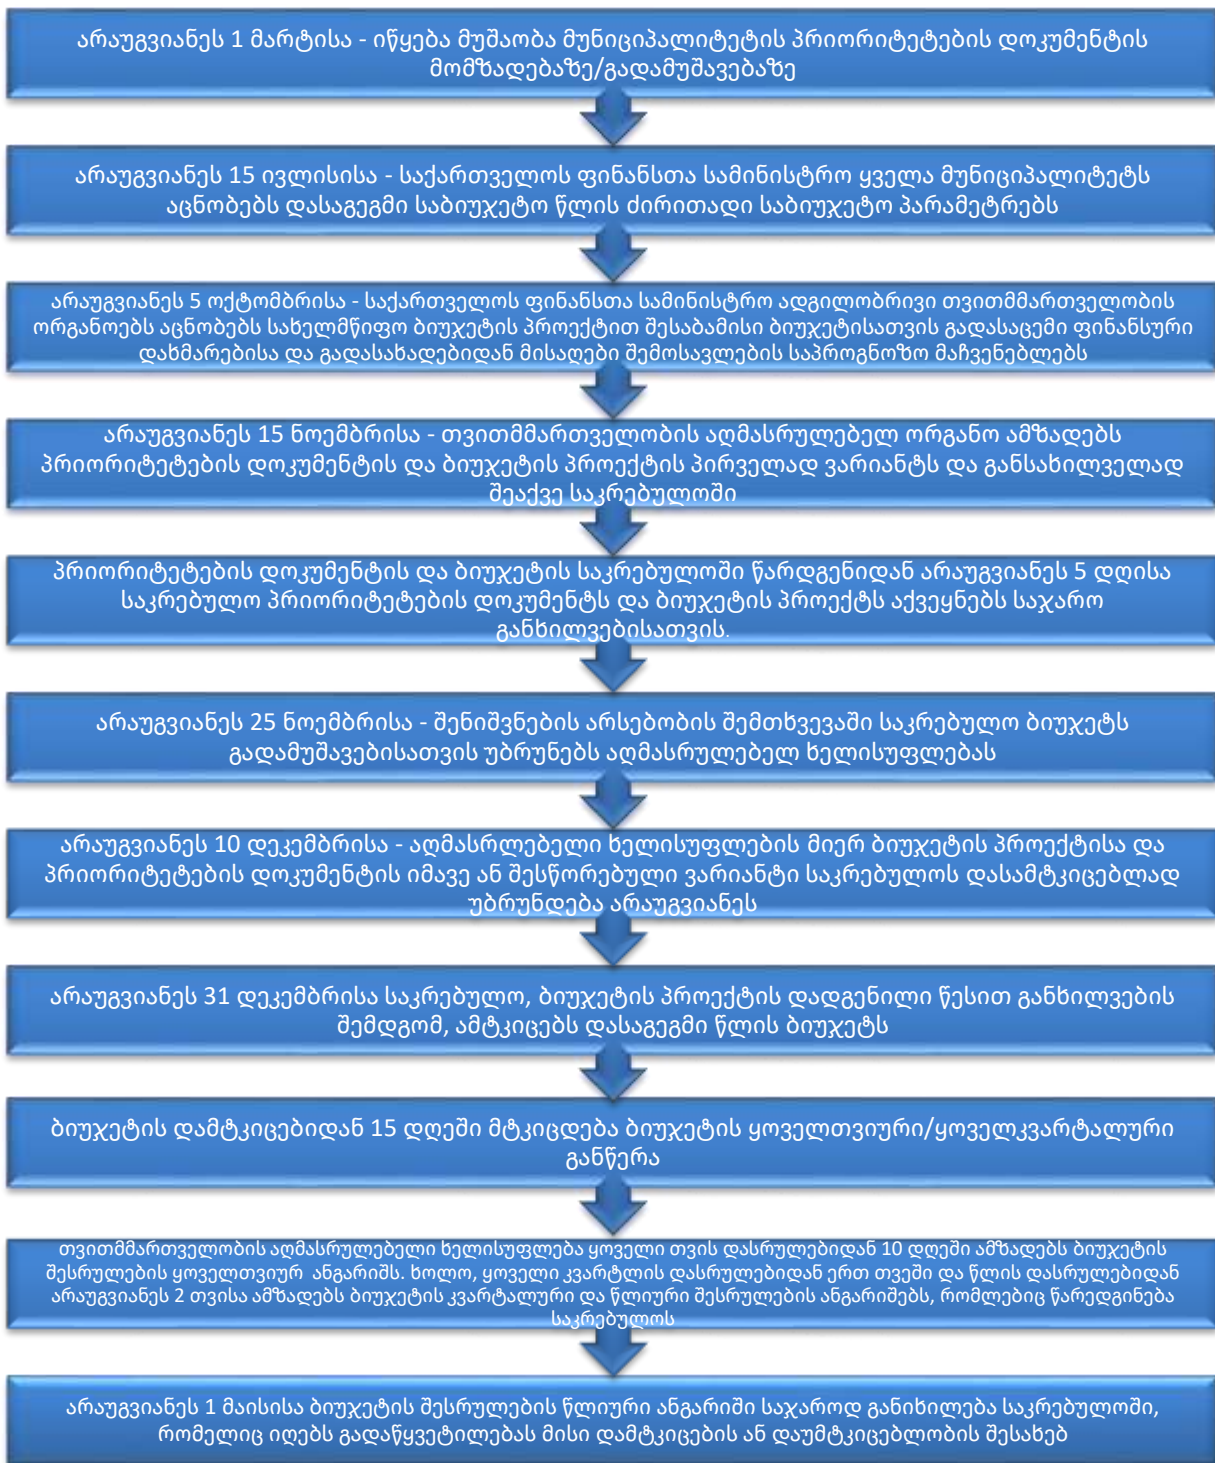 არაუგვიანეს 1 მარტისა - იწყება მუშაობა მუნიციპალიტეტის პრიორიტეტების დოკუმენტის
მომზადებაზე/გადამუშავებაზე
არაუგვიანეს 15 ივლისისა - საქართველოს ფინანსთა სამინისტრო ყველა მუნიციპალიტეტს
აცნობებს დასაგეგმი საბიუჯეტო წლის ძირითადი საბიუჯეტო პარამეტრებს
არაუგვიანეს 5 ოქტომბრისა - საქართველოს ფინანსთა სამინისტრო ადგილობრივი თვითმმართველობის
ორგანოებს აცნობებს სახელმწიფო ბიუჯეტის პროექტით შესაბამისი ბიუჯეტისათვის გადასაცემი ფინანსური
დახმარებისა და გადასახადებიდან მისაღები შემოსავლების საპროგნოზო მაჩვენებლებს
არაუგვიანეს 15 ნოემბრისა - თვითმმართველობის აღმასრულებელ ორგანო ამზადებს
პრიორიტეტების დოკუმენტის და ბიუჯეტის პროექტის პირველად ვარიანტს და განსახილველად
შეაქვე საკრებულოში
პრიორიტეტების დოკუმენტის და ბიუჯეტის საკრებულოში წარდგენიდან არაუგვიანეს 5 დღისა
საკრებულო პრიორიტეტების დოკუმენტს და ბიუჯეტის პროექტს აქვეყნებს საჯარო
განხილვებისათვის.
არაუგვიანეს 25 ნოემბრისა - შენიშვნების არსებობის შემთხვევაში საკრებულო ბიუჯეტს
გადამუშავებისათვის უბრუნებს აღმასრულებელ ხელისუფლებას
არაუგვიანეს 10 დეკემბრისა - აღმასრლებელი ხელისუფლების მიერ ბიუჯეტის პროექტისა და
პრიორიტეტების დოკუმენტის იმავე ან შესწორებული ვარიანტი საკრებულოს დასამტკიცებლად
უბრუნდება არაუგვიანეს
არაუგვიანეს 31 დეკემბრისა საკრებულო, ბიუჯეტის პროექტის დადგენილი წესით განხილვების
შემდგომ, ამტკიცებს დასაგეგმი წლის ბიუჯეტს
ბიუჯეტის დამტკიცებიდან 15 დღეში მტკიცდება ბიუჯეტის ყოველთვიური/ყოველკვარტალური
განწერა
თვითმმართველობის აღმასრულებელი ხელისუფლება ყოველი თვის დასრულებიდან 10 დღეში ამზადებს ბიუჯეტის
შესრულების ყოველთვიურ ანგარიშს. ხოლო, ყოველი კვარტლის დასრულებიდან ერთ თვეში და წლის დასრულებიდან
არაუგვიანეს 2 თვისა ამზადებს ბიუჯეტის კვარტალური და წლიური შესრულების ანგარიშებს, რომლებიც წარედგინება
საკრებულოს
არაუგვიანეს 1 მაისისა ბიუჯეტის შესრულების წლიური ანგარიში საჯაროდ განიხილება საკრებულოში,
რომელიც იღებს გადაწყვეტილებას მისი დამტკიცების ან დაუმტკიცებლობის შესახებ